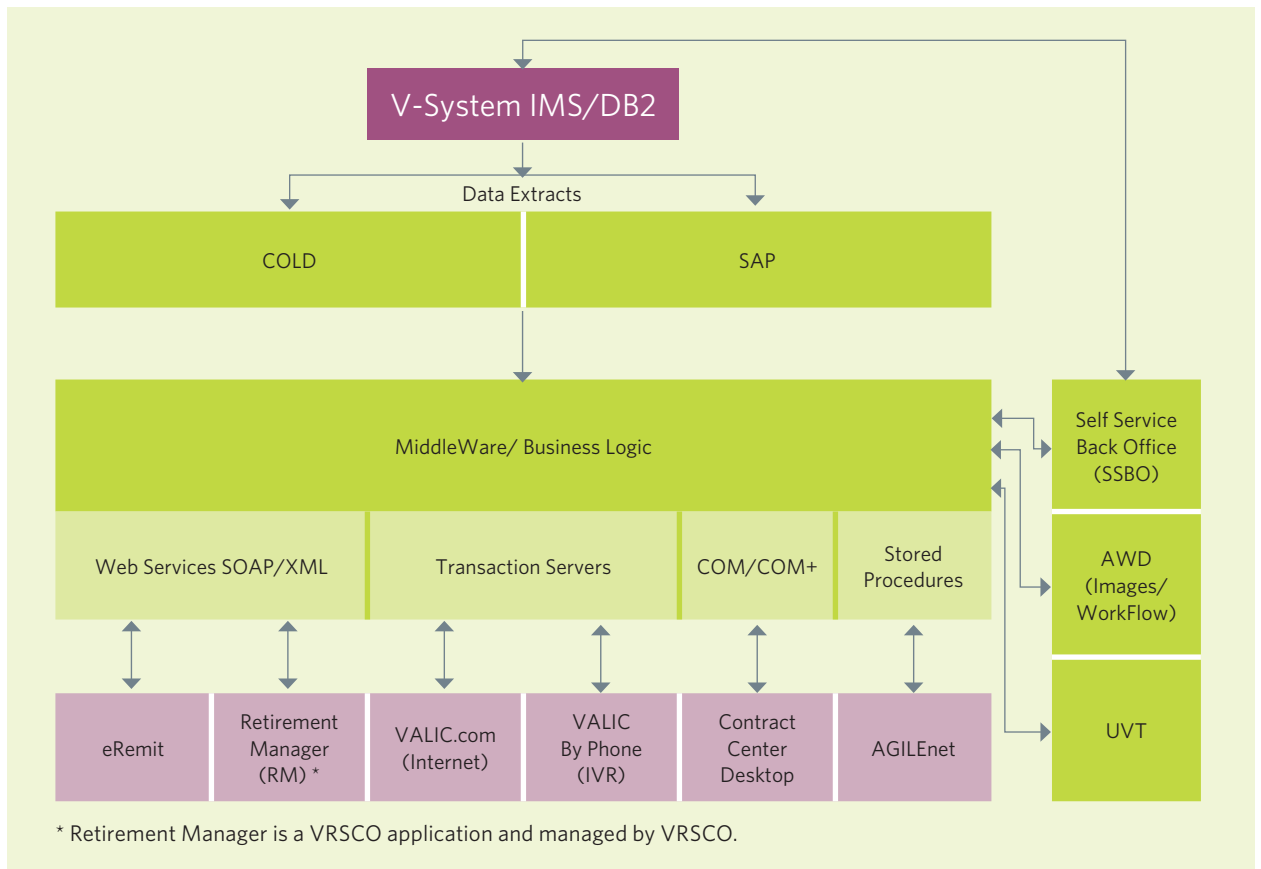 V-System IMS/DB2
Data Extracts
COLD
SAP
MiddleWare/ Business Logic
Self Service
Back Office
(SSBO)
Web Services SOAP/XML
Transaction Servers
COM/COM+
Stored
Procedures
AWD
(Images/
WorkFlow)
eRemit
Retirement
Manager
(RM) *
VALIC.com
(Internet)
VALIC
By Phone
(IVR)
Contract
Center
Desktop
AGILEnet
UVT
* Retirement Manager is a VRSCO application and managed by VRSCO.